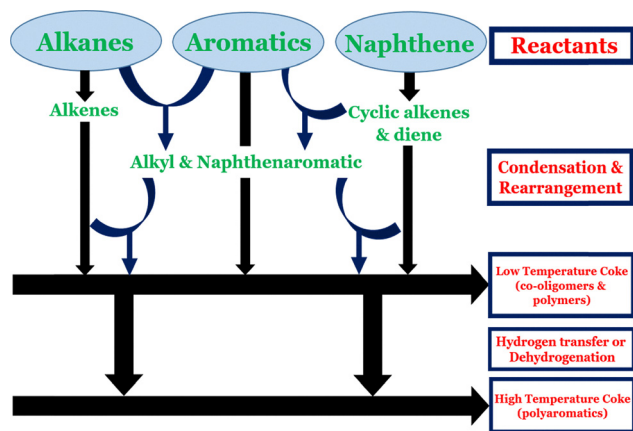 Alkanes
Aromatics
Naphthene
Reactants
Alkenes
Cyclic alkenes
& diene
Alkyl & Naphthenaromatic
Condensation &
Rearrangement
Low Temperature Coke
(co-oligomers &
polymers)
Hydrogen transfer or
Dehydrogenation
High Temperature Coke
(polyaromatics)